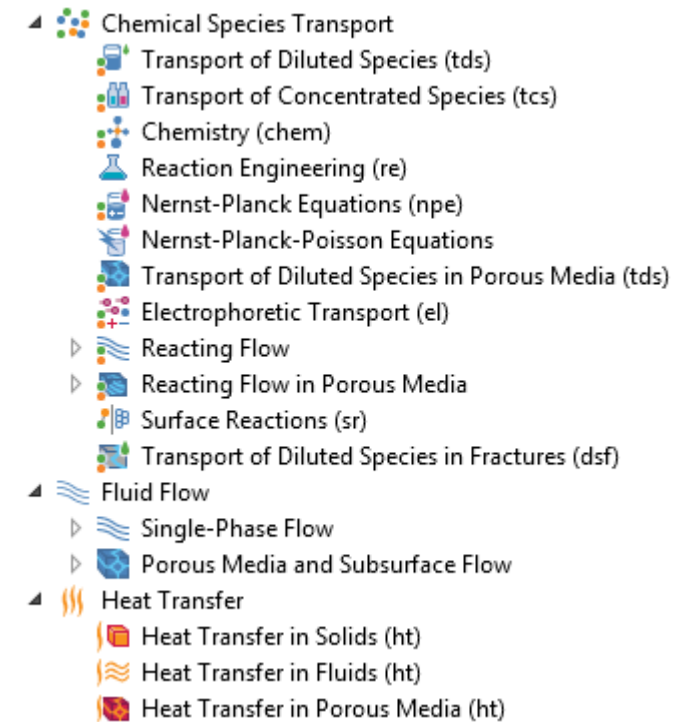 Chemical Species Transport
Transport of Diluted Species (tds)
Transport of Concentrated Species (tcs)
Chemistry (chem)
Reaction Engineering (re)
Nernst-Planck Equations (npe)
Nernst-Planck-Poisson Equations
Transport of Diluted Species in Porous Media (tds)
Electrophoretic Transport (el)
Reacting Flow
Reacting Flow in Porous Media
Surface Reactions (sr)
Transport of Diluted Species in Fractures (dsf)
Fluid Flow
Single-Phase Flow
Porous Media and Subsurface Flow
Heat Transfer
Heat Transfer in Solids (ht)
Heat Transfer in Fluids (ht)
Heat Transfer in Porous Media (ht)